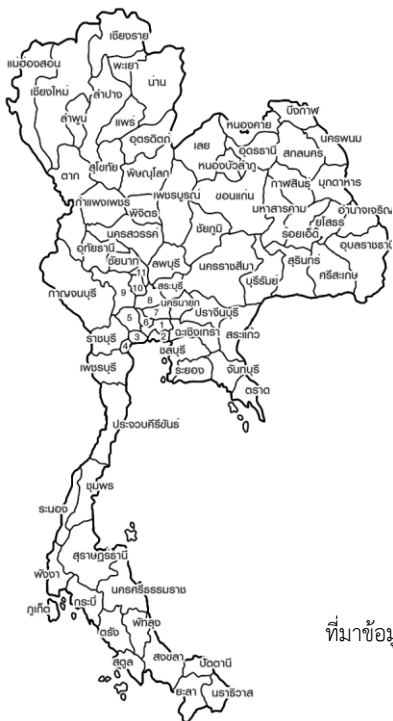 เชียงราย
แม่ฮ่องสอน
พะเยา
เชียงใหม่
น่าน
ลำปาง
ลำพูน
แพร่
อุตรดิตถ์
ตาก
สุโขทัย
พิษณุโลก
บึงกาฬ
หนองคาย
เลย
อุดรธานี
นครพนม
สกลนคร
หนองบัวลำภู
กาฬสินธุ์
มุกดาหาร
ขอนแก่น
เพชรบูรณ์
กำแพงเพชร
พิจิตร
มหาสารคาม
อำนาจเจริญ
ยโสธร
ร้อยเอ็ด
ชัยภูมิ
นครสวรรค์
อุทัยธานี
ชัยนาท
ลพบุรี
นครราชสีมา
บุรีรัมย์
สุรินทร์
ศรีสะเกษ
อุบลราชธานี
11
10
สระบุรี
กาญจนบุรี
9
8
นครนายก
7
ปราจีนบุรี
5
6
1
ฉะเชิงเทรา
สระแก้ว
ราชบุรี
4
3
2
ชลบุรี
เพชรบุรี
ระยอง
จันทบุรี
ตราด
ประจวบคีรีขันธ์
ชุมพร
ระนอง
สุราษฎร์ธานี
พังงา
นครศรีธรรมราช
ภูเก็ต
กระบี่
ตรัง
พัทลุง
สตูล
สงขลา
ปัตตานี
ยะลา
นราธิวาส
ที่มาข้อมู